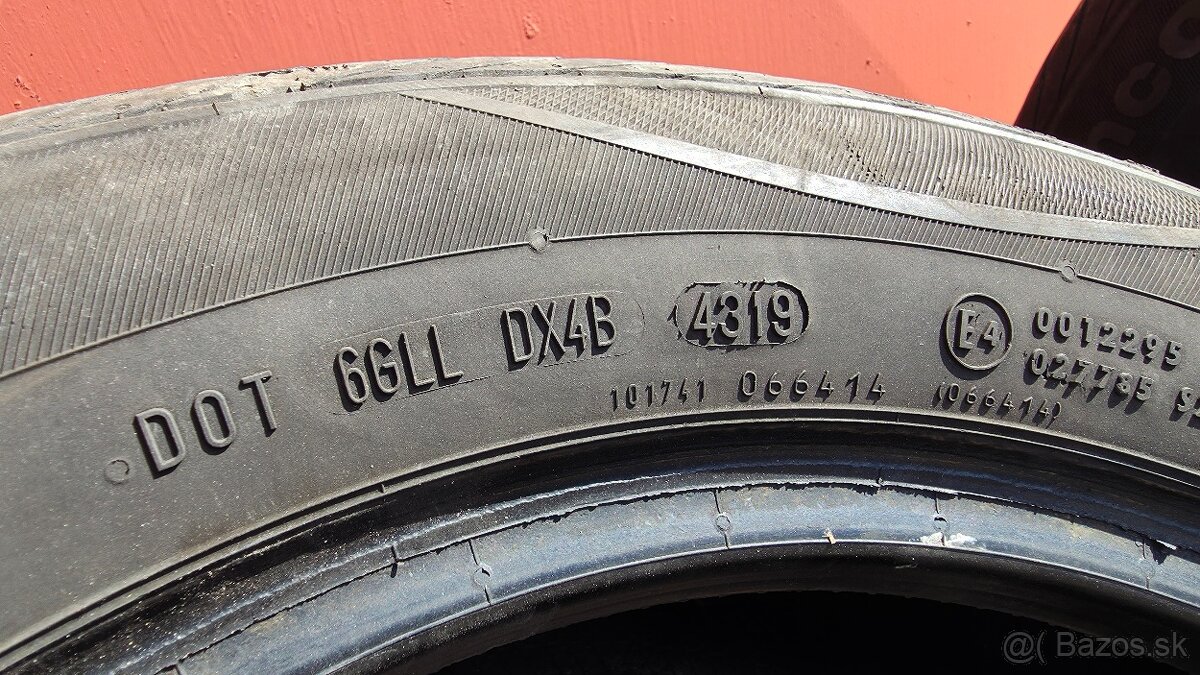 DOT 6GLL DX4B 4319
E4 0012295
027735
101741 066414 (066414)
@( Bazos.sk